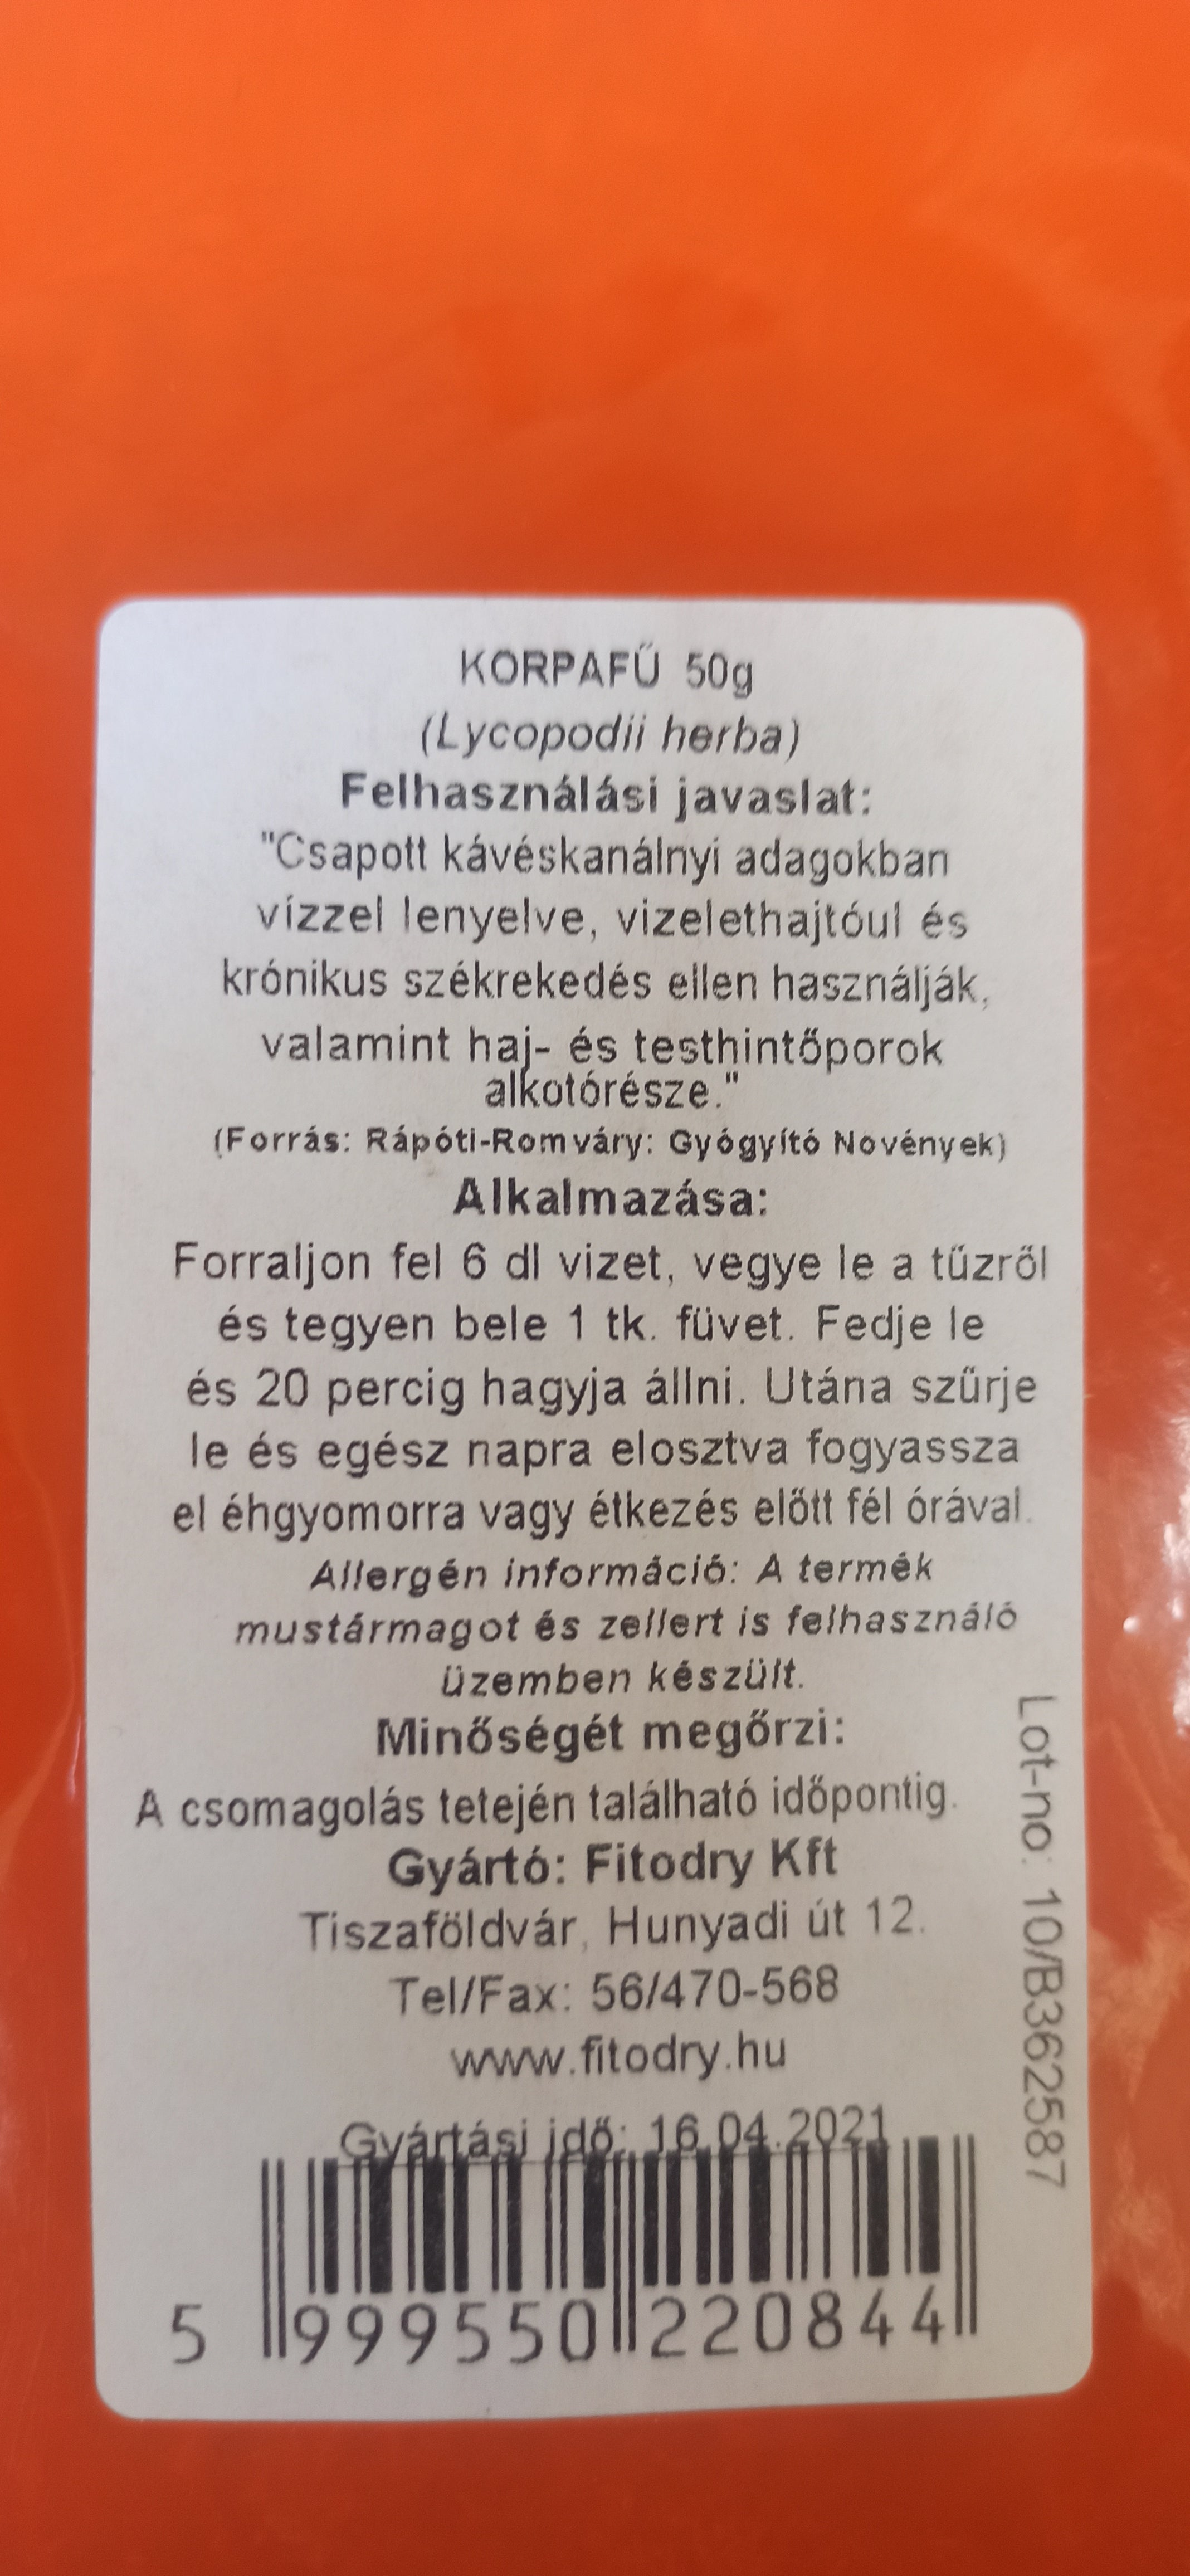 KORPAFŰ 50g
(Lycopodii herba)
Felhasználási javaslat:
"Csapott kávéskanálnyi adagokban
vízzel lenyelve, vizelethajtóul és
krónikus székrekedés ellen használják,
valamint haj- és testhintőporok
alkotórésze."
(Forrás: Rápóti-Romváry: Gyógyító Novények)
Alkalmazása:
Forraljon fel 6 dl vizet, vegye le a tűzről
és tegyen bele 1 tk. füvet. Fedje le
és 20 percig hagyja állni. Utána szűrje
le és egész napra elosztva fogyassza
el éhgyomorra vagy étkezés előtt fél órával.
Allergén információ: A termék
mustármagot és zellert is felhasználó
üzemben készült.
Minőségét megőrzi:
A csomagolás tetején található időpontig.
Gyártó: Fitodry Kft
Tiszaföldvár, Hunyadi út 12.
Tel/Fax: 56/470-568
www.fitodry.hu
Gyártási idő: 16.04.2021
5 999550 220844
Lot-no: 10/B362587